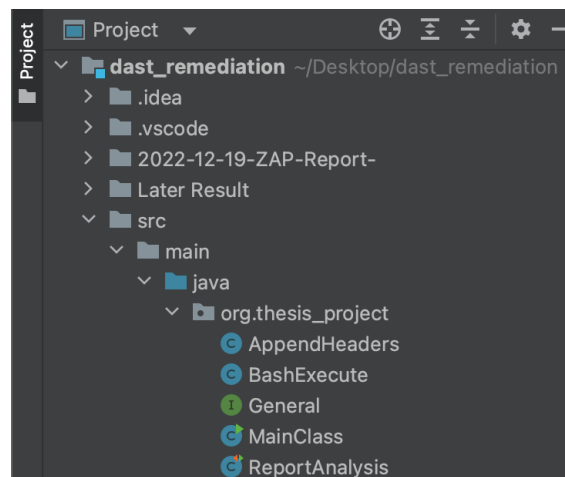 Project
Project
dast_remediation ~/Desktop/dast_remediation
.idea
.vscode
2022-12-19-ZAP-Report-
Later Result
src
main
java
org.thesis_project
C AppendHeaders
C BashExecute
I General
C MainClass
C ReportAnalysis